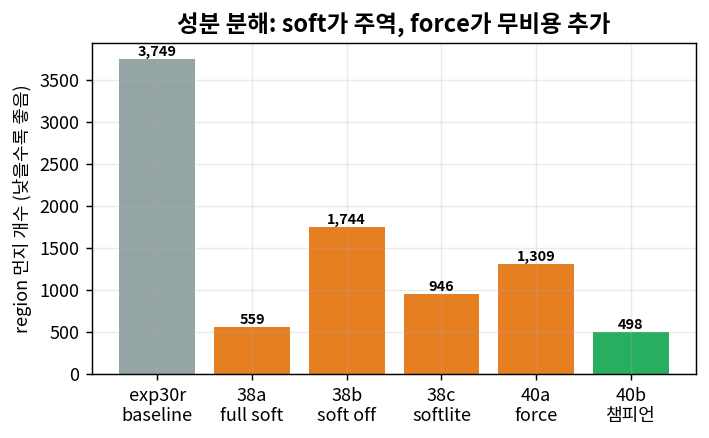 성분 분해: soft가 주역, force가 무비용 추가
region 먼지 개수 (낮을수록 좋음)
3500
3000
2500
2000
1500
1000
500
0
3,749
559
1,744
946
1,309
498
exp30r
baseline
38a
full soft
38b
soft off
38c
softlite
40a
force
40b
챔피언